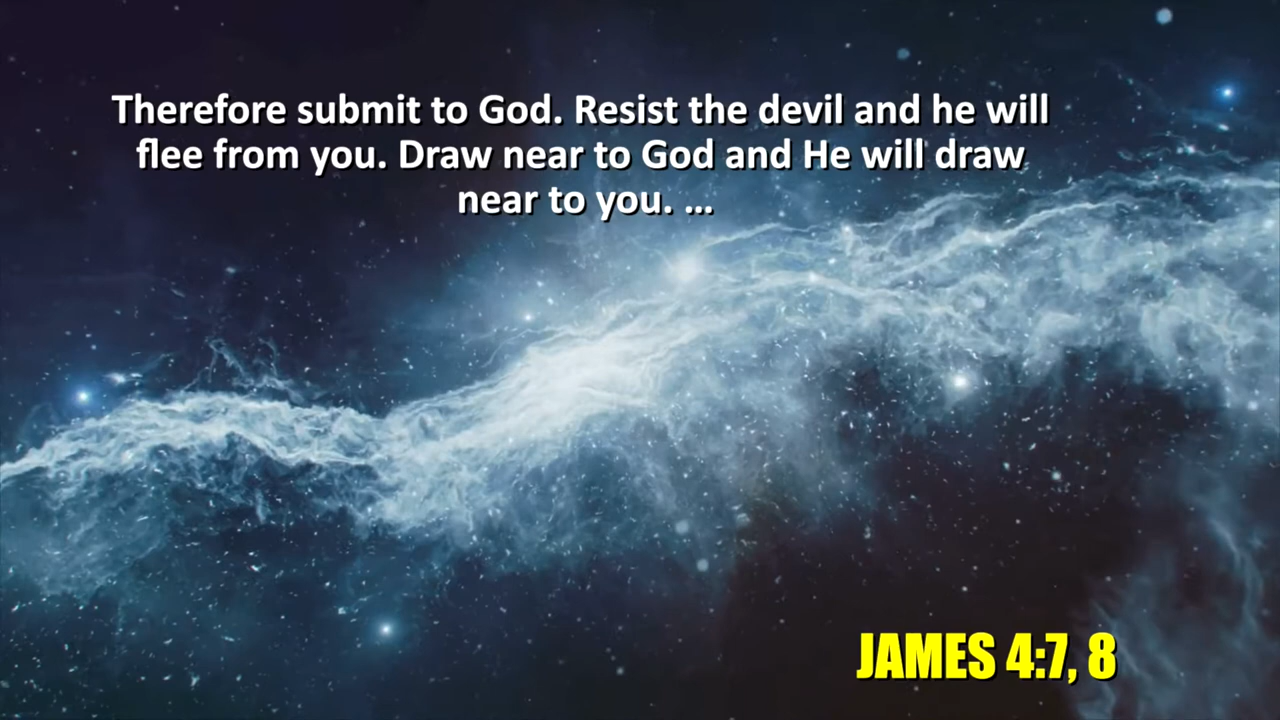 Therefore submit to God. Resist the devil and he will
flee from you. Draw near to God and He will draw
near to you. ...
JAMES 4:7, 8